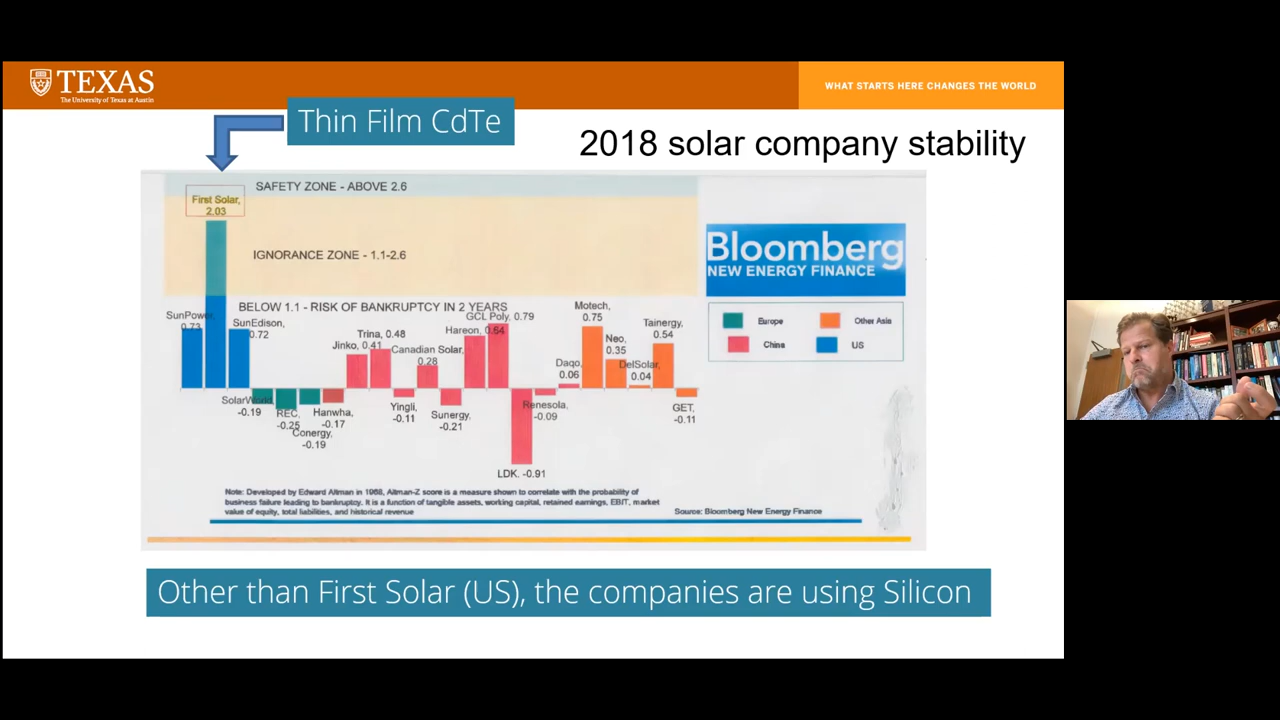 TEXAS
The University of Texas at Austin
WHAT STARTS HERE CHANGES THE WORLD
Thin Film CdTe
2018 solar company stability
SAFETY ZONE - ABOVE 2.6
First Solar,
2.03
IGNORANCE ZONE - 1.1-2.6
Bloomberg
NEW ENERGY FINANCE
BELOW 1.1 - RISK OF BANKRUPTCY IN 2 YEARS
SunPower,
0.73
SunEdison,
0.72
SolarWorld,
-0.19
REC,
-0.25
Conergy,
-0.19
Hanwha,
-0.17
Jinko, 0.41
Trina, 0.48
Yingli,
-0.11
Canadian Solar,
0.28
Sunergy,
-0.21
Hareon, 0.64
GCL Poly, 0.79
LDK, -0.91
Renesola,
-0.09
Daqo,
0.06
Motech,
0.75
Neo,
0.35
DelSolar,
0.04
Tainergy,
0.54
GET,
-0.11
Europe
Other Asia
China
US
Note: Developed by Edward Altman in 1968, Altman-Z score is a measure shown to correlate with the probability of
business failure leading to bankruptcy. It is a function of tangible assets, working capital, retained earnings, EBIT, market
value of equity, total liabilities, and historical revenue
Source: Bloomberg New Energy Finance
Other than First Solar (US), the companies are using Silicon